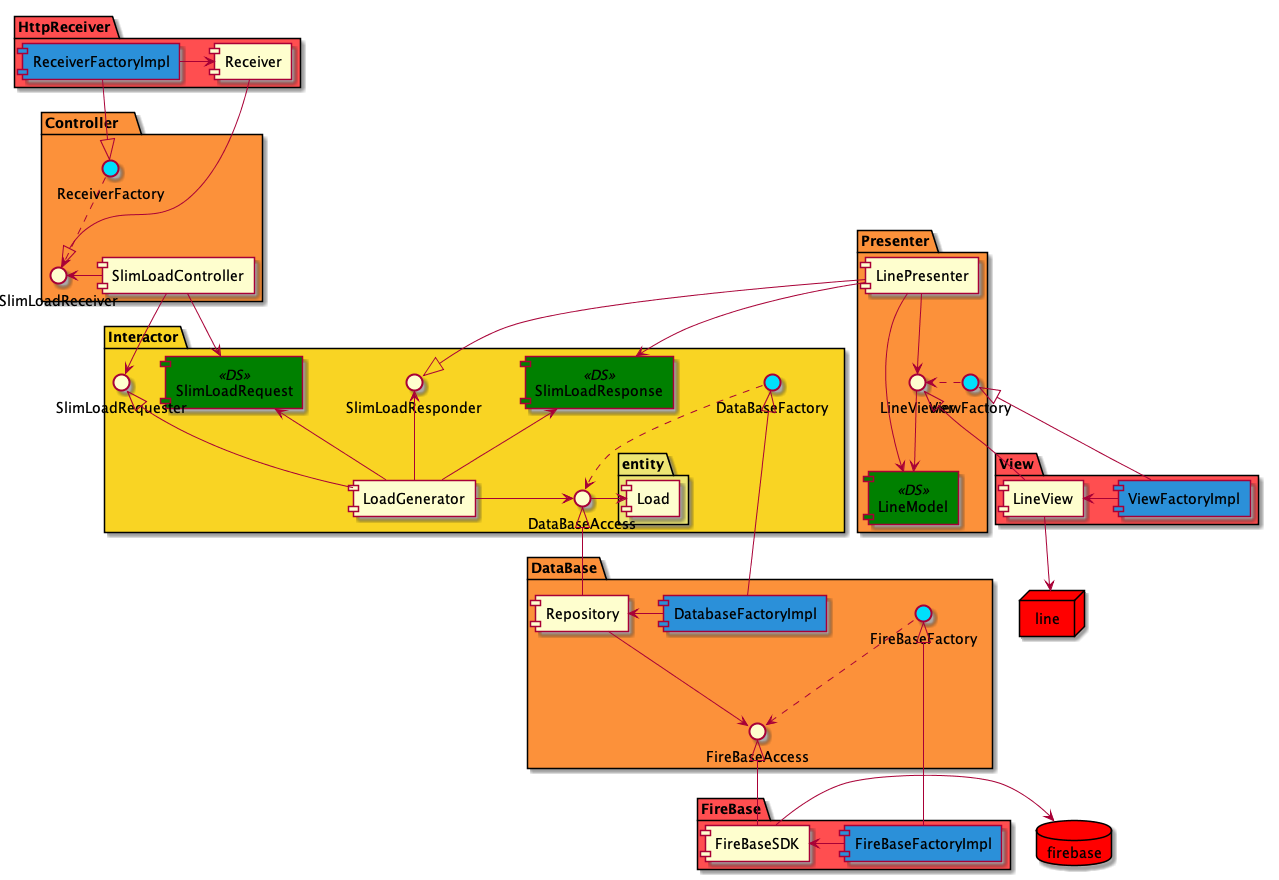 HttpReceiver
ReceiverFactoryImpl
Receiver
Controller
ReceiverFactory
SlimLoadController
SlimLoadReceiver
Presenter
LinePresenter
Interactor
«DS»
SlimLoadRequest
SlimLoadRequester
SlimLoadResponder
«DS»
SlimLoadResponse
DataBaseFactory
LineViewer
ViewFactory
entity
Load
LoadGenerator
DataBaseAccess
«DS»
LineModel
View
LineView
ViewFactoryImpl
DataBase
Repository
DatabaseFactoryImpl
FireBaseFactory
line
FireBaseAccess
FireBase
FireBaseSDK
FireBaseFactoryImpl
firebase